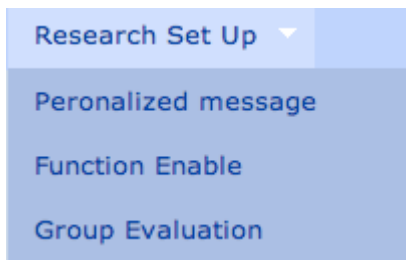 Research Set Up
Peronalized message
Function Enable
Group Evaluation